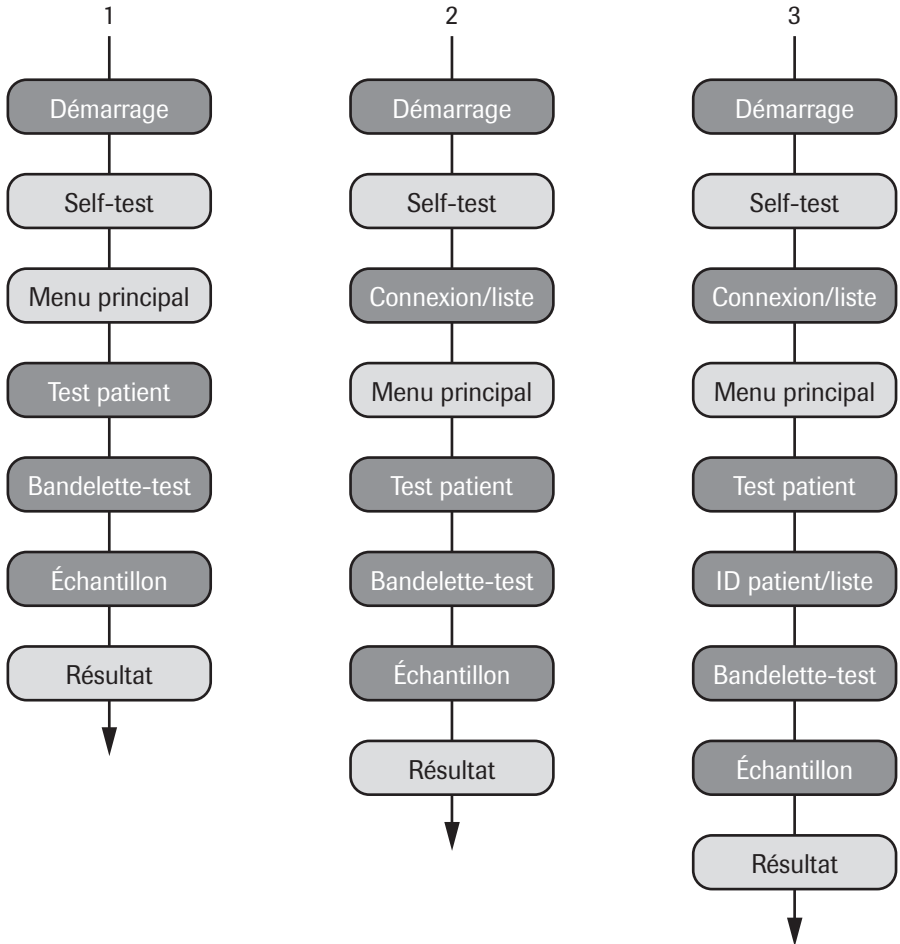 1
Démarrage
Self-test
Menu principal
Test patient
Bandelette-test
Échantillon
Résultat
2
Démarrage
Self-test
Connexion/liste
Menu principal
Test patient
Bandelette-test
Échantillon
Résultat
3
Démarrage
Self-test
Connexion/liste
Menu principal
Test patient
ID patient/liste
Bandelette-test
Échantillon
Résultat